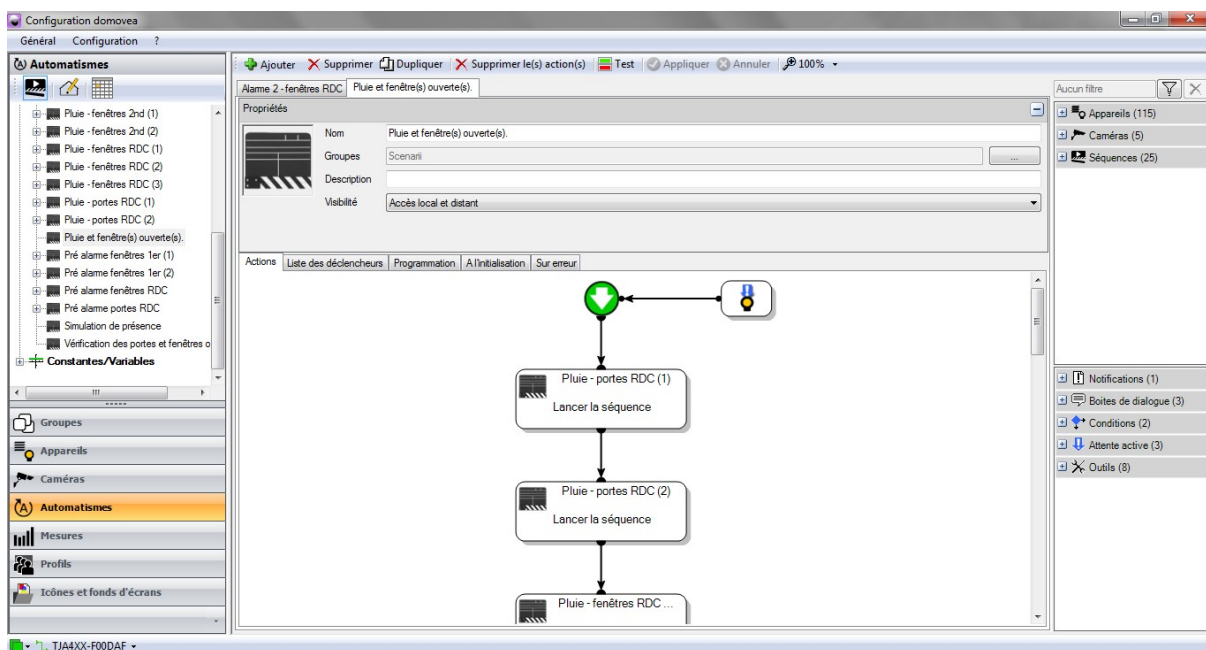 Configuration domovea
Général Configuration ?
Automatismes
Ajouter Supprimer Dupliquer Supprimer le(s) action(s) Test Appliquer Annuler 100%
Pluie - fenêtres 2nd (1)
Pluie - fenêtres 2nd (2)
Pluie - fenêtres RDC (1)
Pluie - fenêtres RDC (2)
Pluie - fenêtres RDC (3)
Pluie - portes RDC (1)
Pluie - portes RDC (2)
Pluie et fenêtre(s) ouverte(s).
Pré alarme fenêtres 1er (1)
Pré alarme fenêtres 1er (2)
Pré alarme fenêtres RDC
Pré alarme portes RDC
Simulation de présence
Vérification des portes et fenêtres o
Constantes/Variables
Groupes
Appareils
Caméras
Automatismes
Mesures
Profils
Icônes et fonds d'écrans
TJA4XX-F00DAF
Alarme 2 - fenêtres RDC Pluie et fenêtre(s) ouverte(s).
Propriétés
Nom Pluie et fenêtre(s) ouverte(s).
Groupes Scenarii ...
Description
Visibilité Accès local et distant
Actions Liste des déclencheurs Programmation A l'initialisation Sur erreur
Pluie - portes RDC (1)
Lancer la séquence
Pluie - portes RDC (2)
Lancer la séquence
Pluie - fenêtres RDC ...
Aucun filtre
Appareils (115)
Caméras (5)
Séquences (25)
Notifications (1)
Boites de dialogue (3)
Conditions (2)
Attente active (3)
Outils (8)